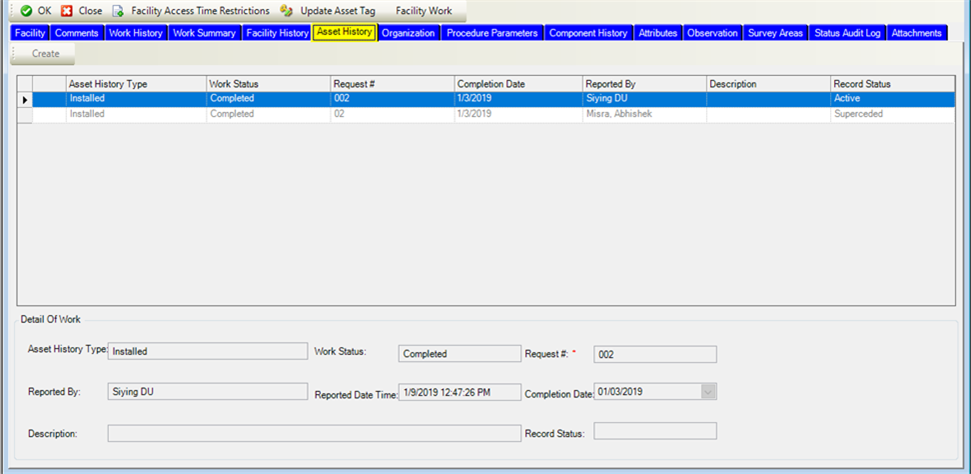 OK Close Facility Access Time Restrictions Update Asset Tag Facility Work
Facility Comments Work History Work Summary Facility History Asset History Organization Procedure Parameters Component History Attributes Observation Survey Areas Status Audit Log Attachments
Create
Asset History Type Work Status Request # Completion Date Reported By Description Record Status
Installed Completed 002 1/3/2019 Siying DU Active
Installed Completed 02 1/3/2019 Misra, Abhishek Superceded
Detail Of Work
Asset History Type: Installed Work Status: Completed Request #: * 002
Reported By: Siying DU Reported Date Time: 1/9/2019 12:47:26 PM Completion Date: 01/03/2019
Description: Record Status: